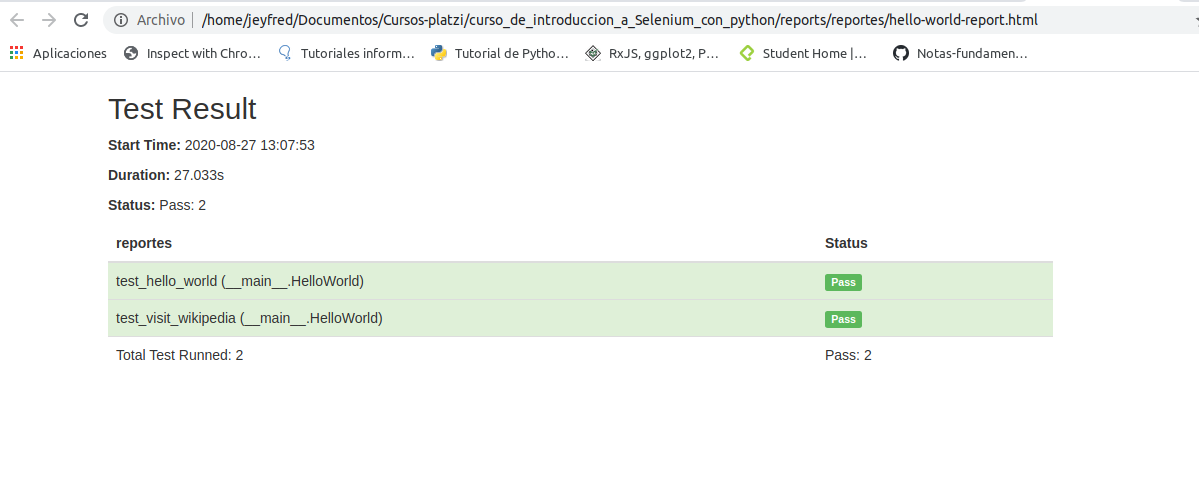 Archivo | /home/jeyfred/Documentos/Cursos-platzi/curso_de_introduccion_a_Selenium_con_python/reports/reportes/hello-world-report.html
Aplicaciones Inspect with Chro... Tutoriales inform... Tutorial de Pytho... RxJS, ggplot2, P... Student Home |... Notas-fundamen...
Test Result
Start Time: 2020-08-27 13:07:53
Duration: 27.033s
Status: Pass: 2
reportes Status
test_hello_world (__main__.HelloWorld) Pass
test_visit_wikipedia (__main__.HelloWorld) Pass
Total Test Runned: 2 Pass: 2